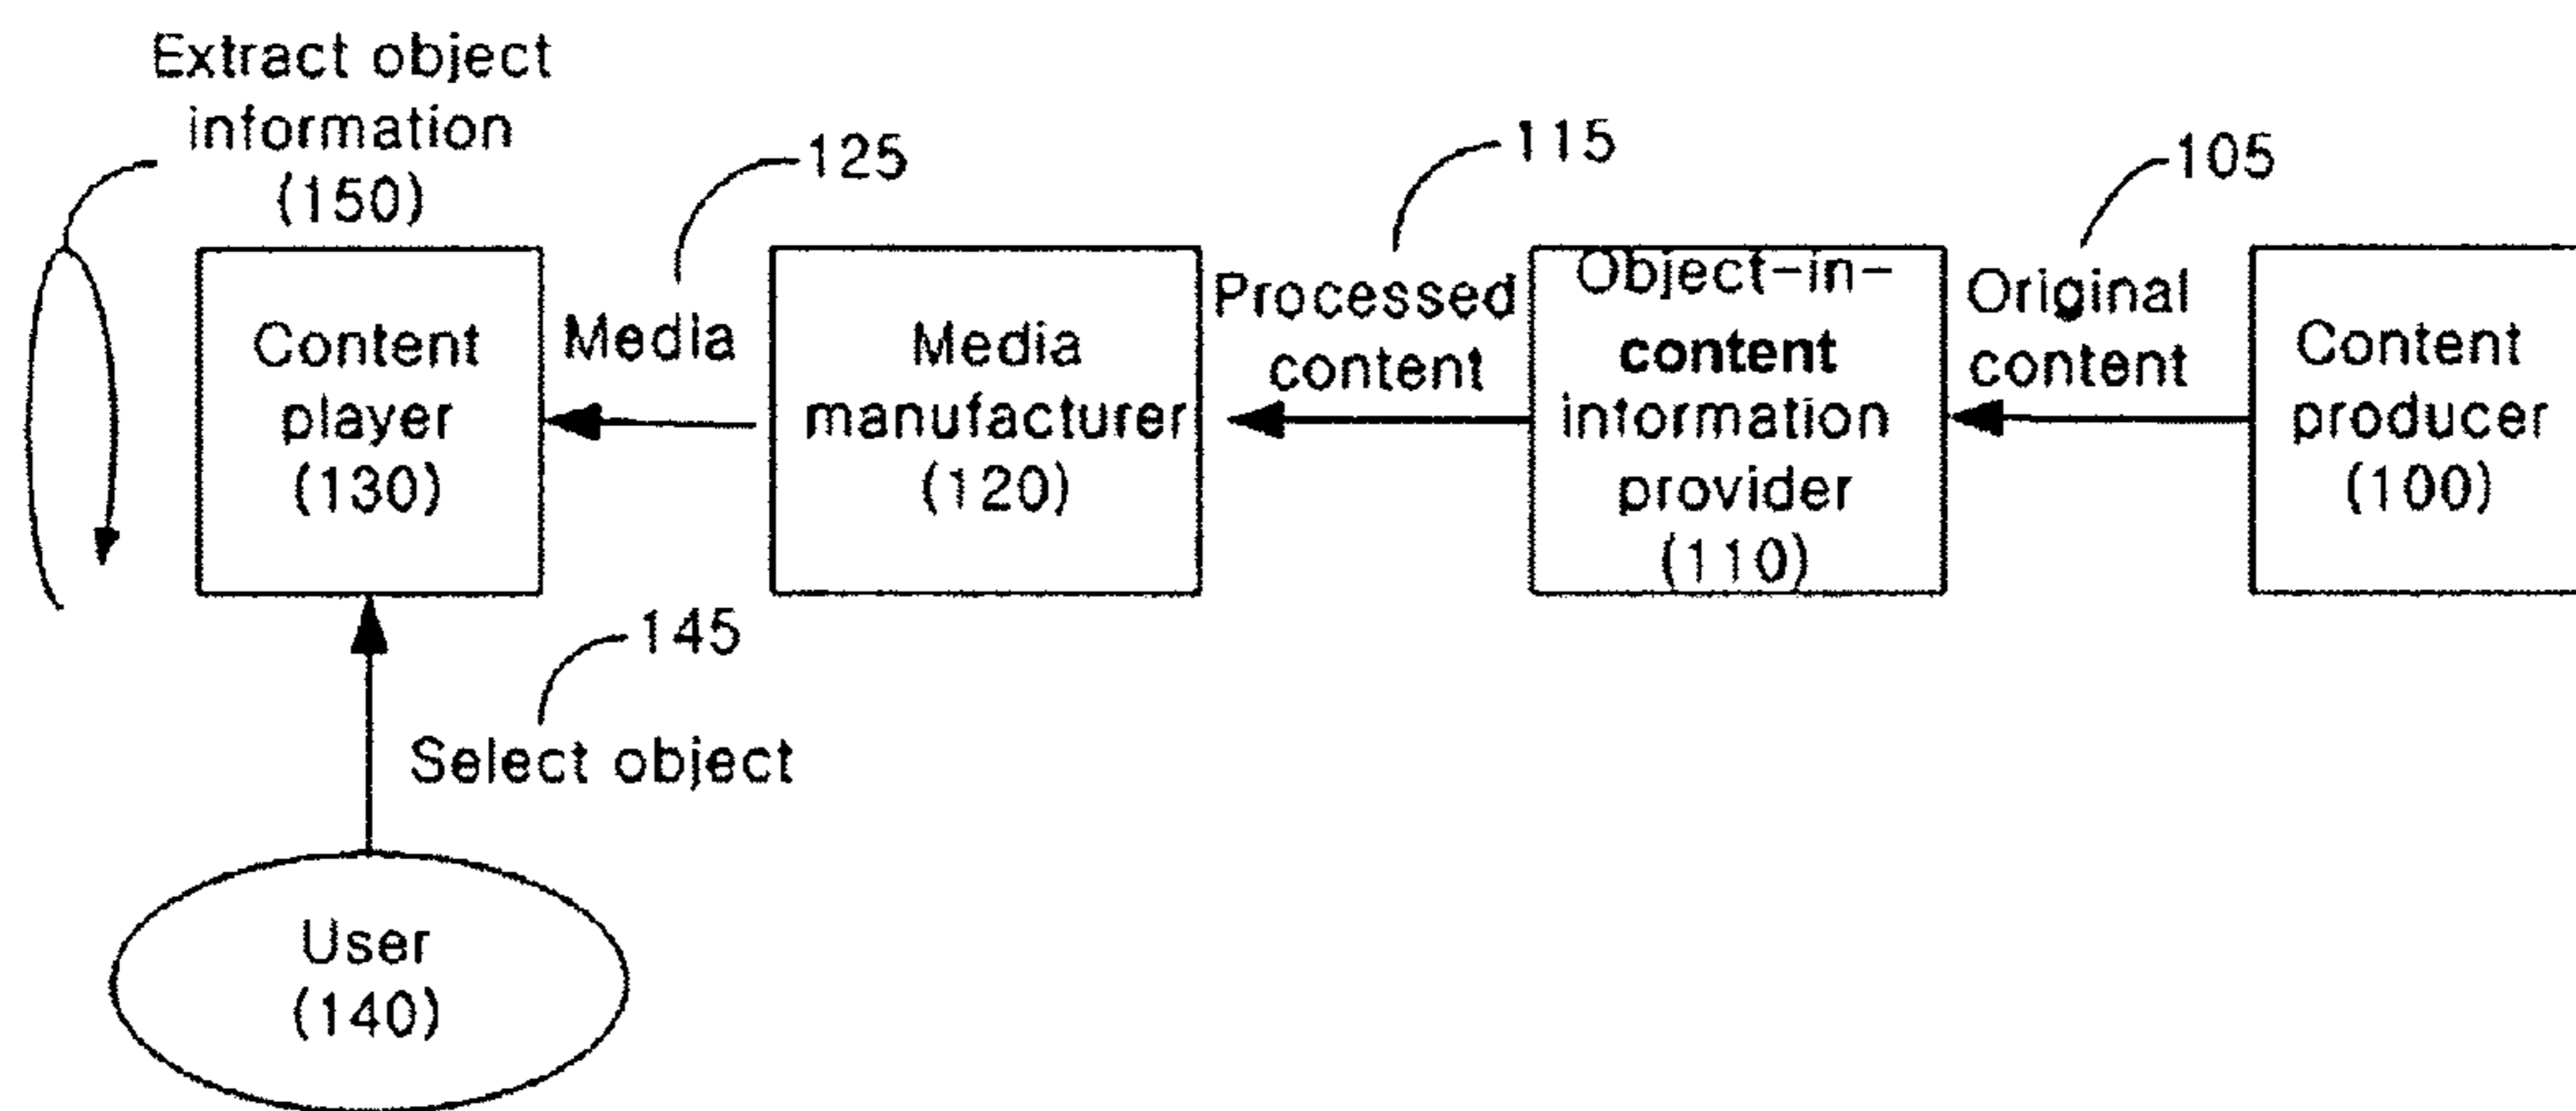 Extract object
information
(150)
125
115
105
Content
player
(130)
Media
Media
manufacturer
(120)
Processed
content
Object-in-
content
information
provider
(110)
Original
content
Content
producer
(100)
145
Select object
User
(140)